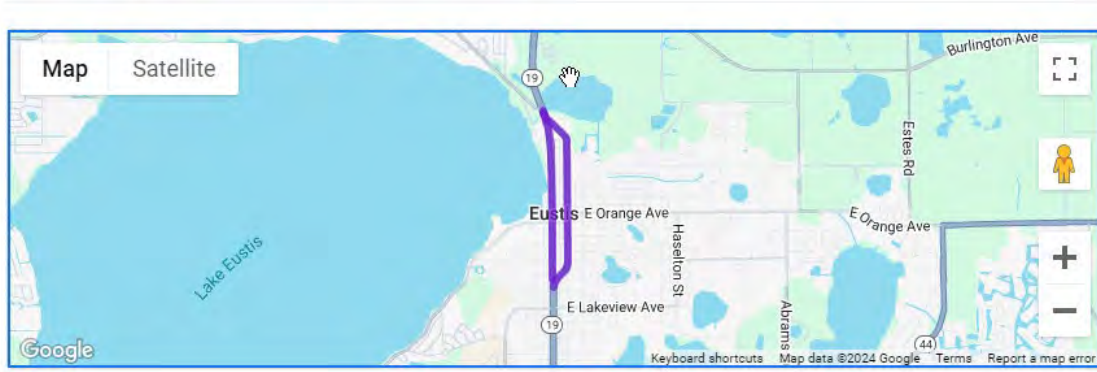 Map Satellite
19
Burlington Ave
Estes Rd
Eustis E Orange Ave
E Orange Ave
Haselton St
Lake Eustis
E Lakeview Ave
Abrams
19
44
Google
Keyboard shortcuts Map data ©2024 Google Terms Report a map error